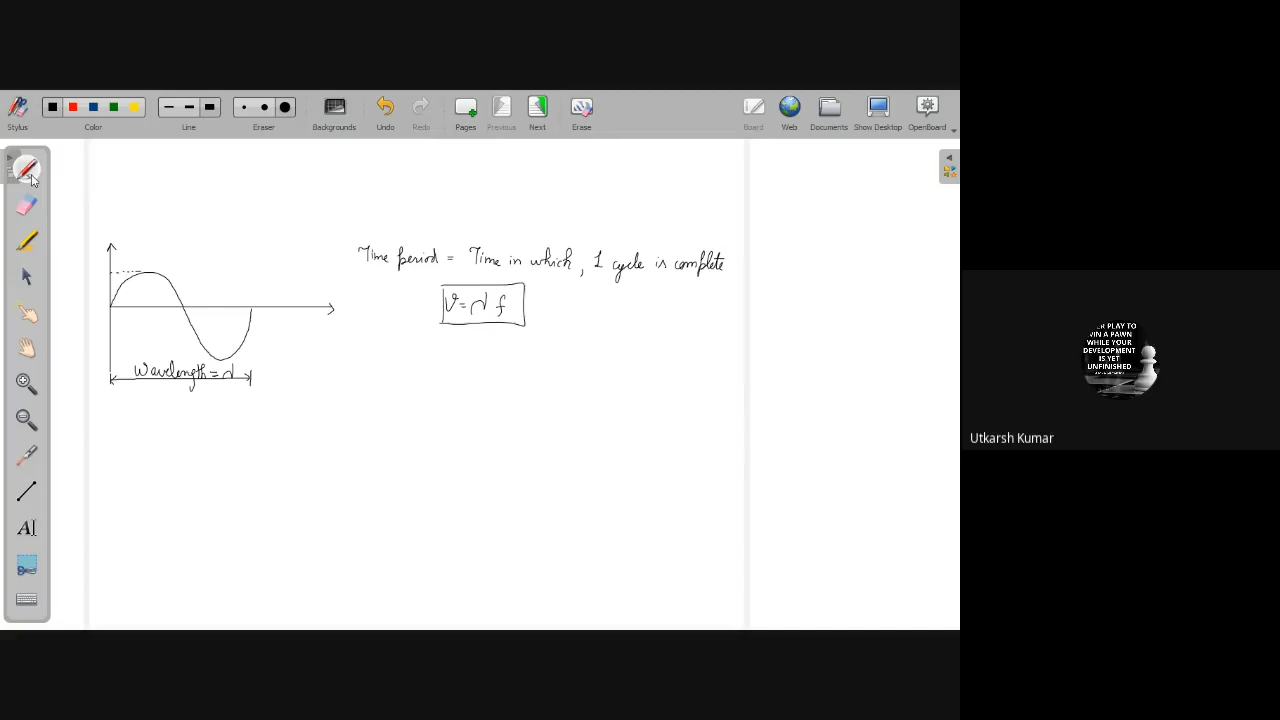 Stylus Color Line Eraser Backgrounds Undo Redo Pages Previous Next Erase Board Web Documents Show Desktop OpenBoard
Time period = Time in which, 1 cycle is complete
v = λ f
Wavelength = λ
ER PLAY TO
WIN A PAWN
WHILE YOUR
DEVELOPMENT
IS YET
UNFINISHED
Utkarsh Kumar